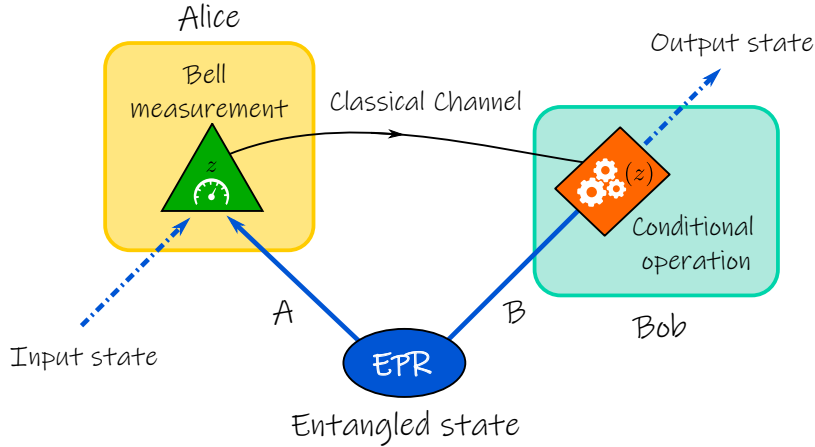 Alice
Output state
Bell
measurement
Classical Channel
z
(z)
Conditional
operation
A
B
Bob
Input state
EPR
Entangled state